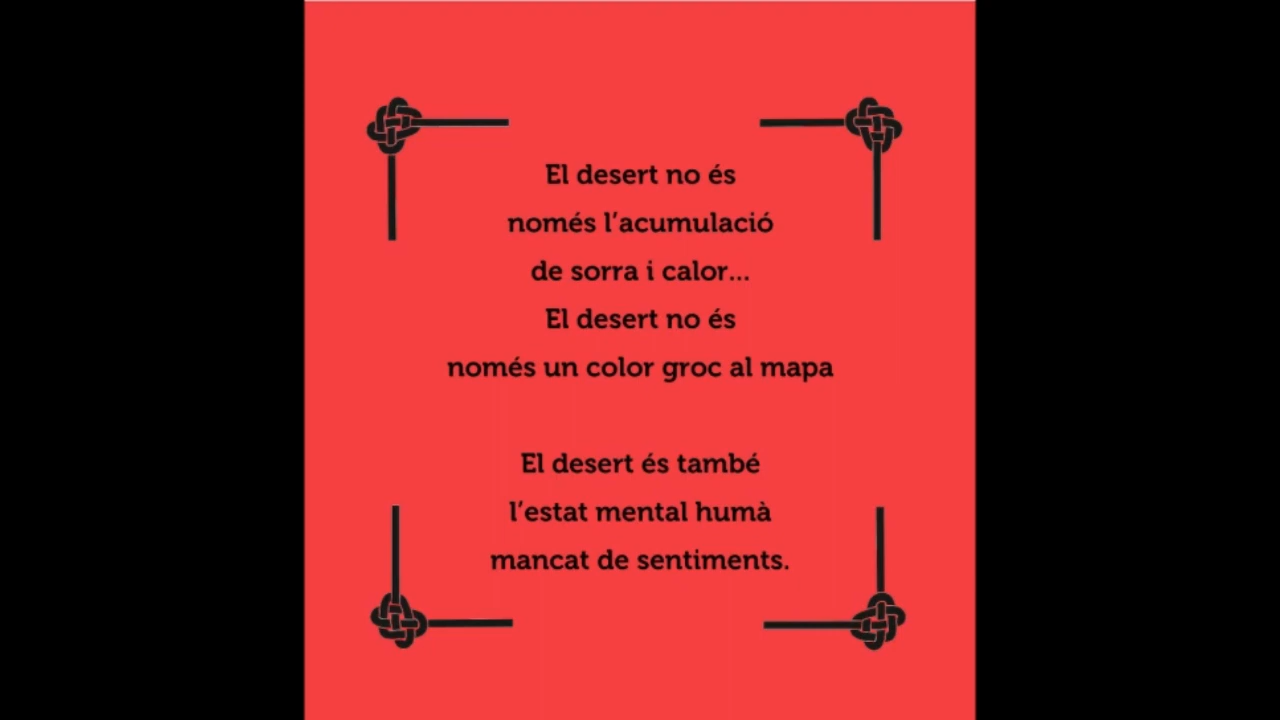 El desert no és
només l’acumulació
de sorra i calor...
El desert no és
només un color groc al mapa
El desert és també
l’estat mental humà
mancat de sentiments.